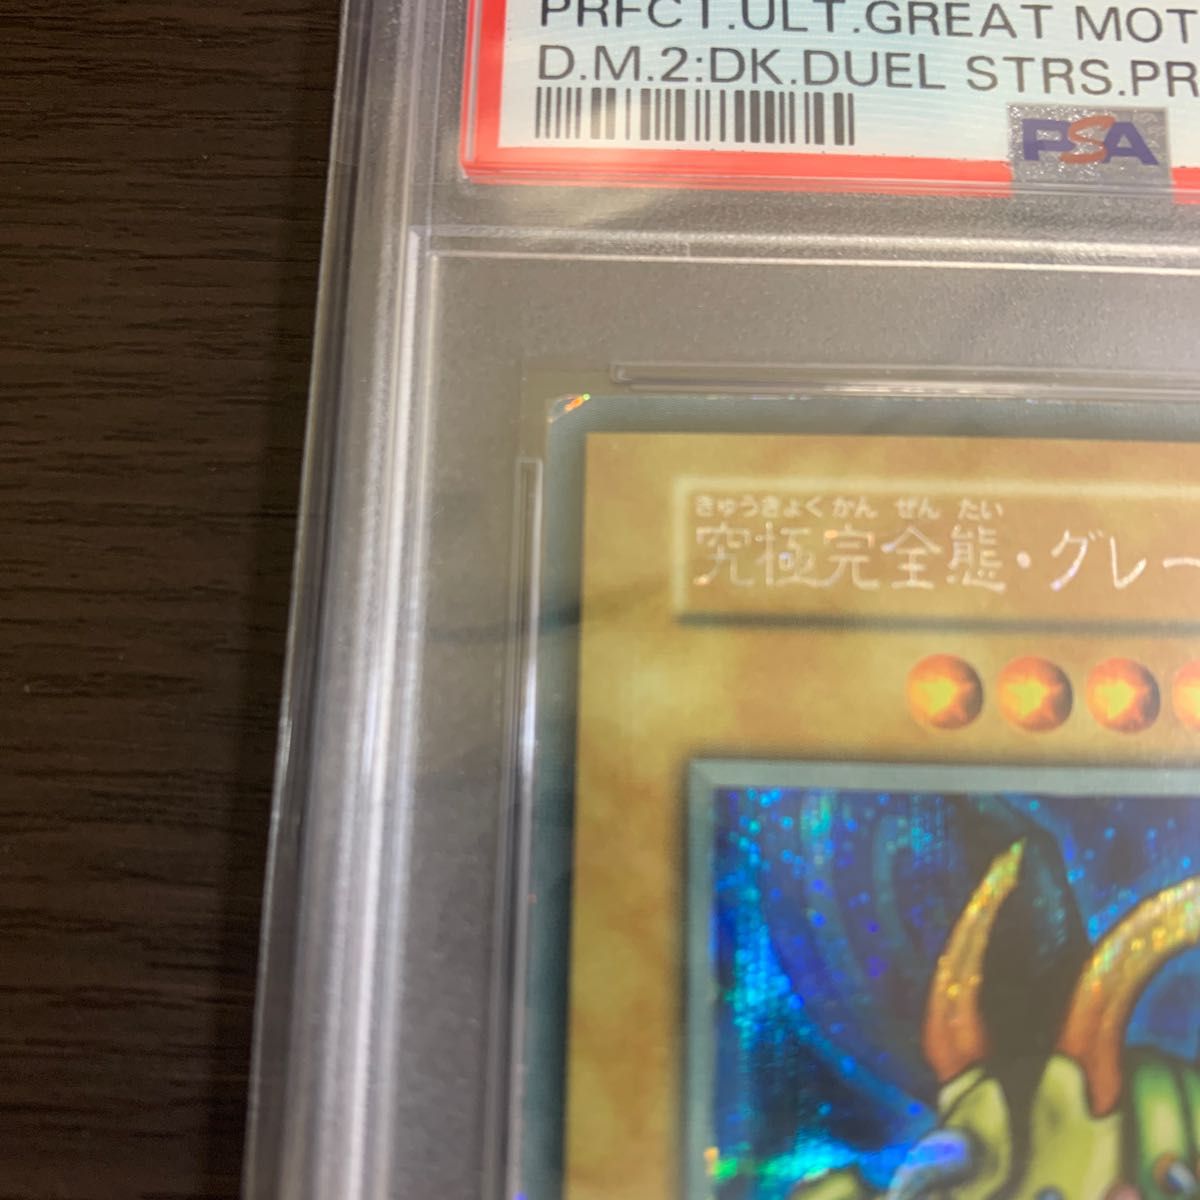 PRFCT.ULT.GREAT MOT
D.M.2:DK.DUEL STRS.PR
PSA
きゅうきょくかんぜんたい
究極完全態・グレー